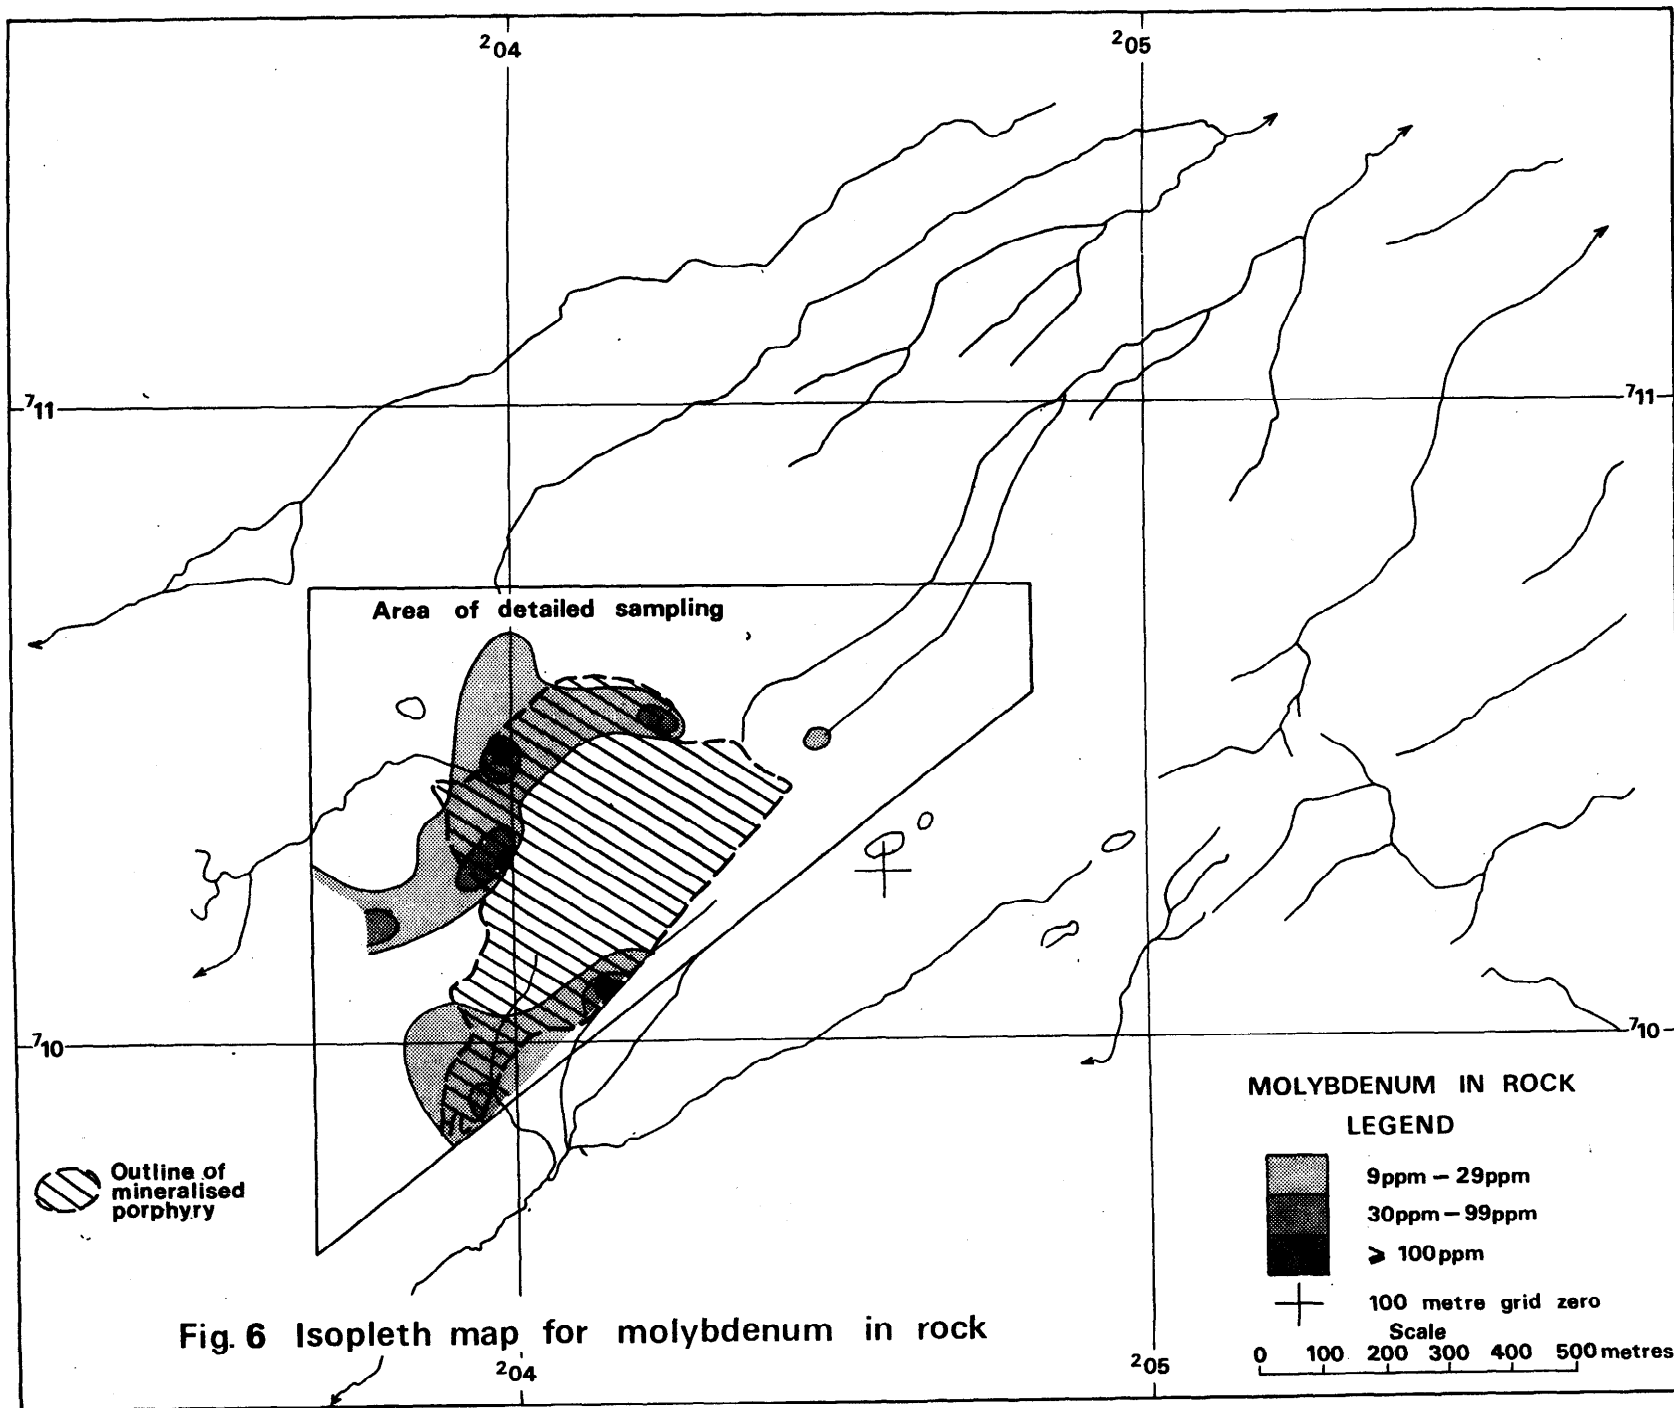 ²04
²05
⁷11
⁷11
Area of detailed sampling
⁷10
⁷10
MOLYBDENUM IN ROCK
LEGEND
9ppm – 29ppm
30ppm – 99ppm
⩾ 100ppm
100 metre grid zero
Scale
0 100 200 300 400 500 metres
Outline of
mineralised
porphyry
Fig. 6 Isopleth map for molybdenum in rock
²04
²05